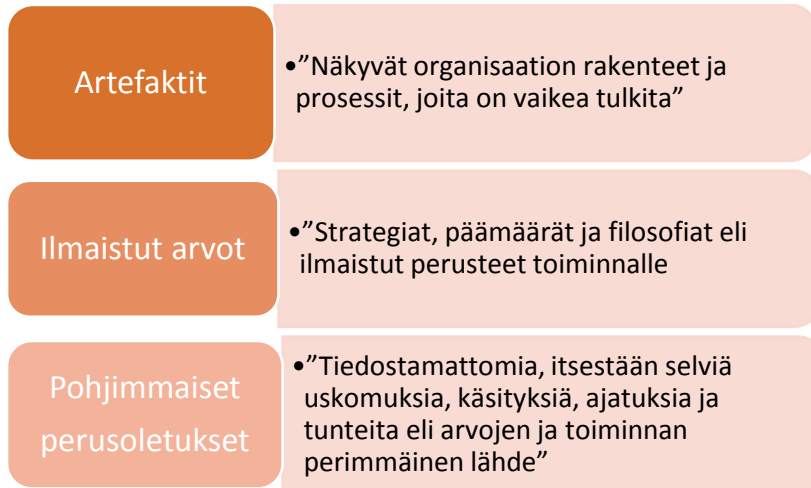 Artefaktit
•”Näkyvät organisaation rakenteet ja
prosessit, joita on vaikea tulkita”
Ilmaistut arvot
•”Strategiat, päämäärät ja filosofiat eli
ilmaistut perusteet toiminnalle
Pohjimmaiset
perusoletukset
•”Tiedostamattomia, itsestään selviä
uskomuksia, käsityksiä, ajatuksia ja
tunteita eli arvojen ja toiminnan
perimmäinen lähde”